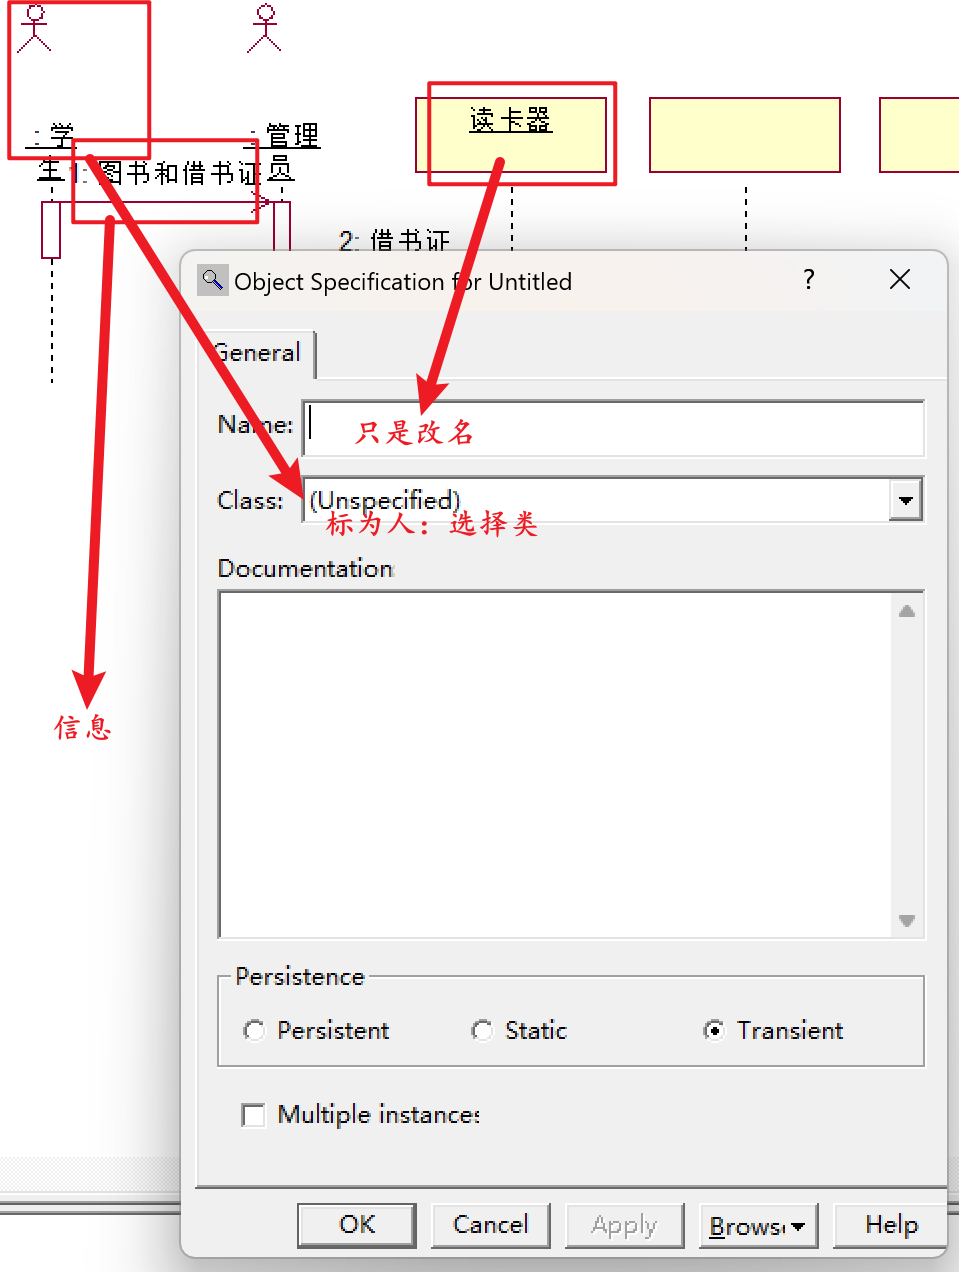 : 学生
: 管理员
读卡器
1: 图书和借书证
2: 借书证
Object Specification for Untitled
?
General
Name:
只是改名
Class:
(Unspecified)
标为人：选择类
Documentation:
信息
Persistence
Persistent
Static
Transient
Multiple instances
OK
Cancel
Apply
Browse
Help